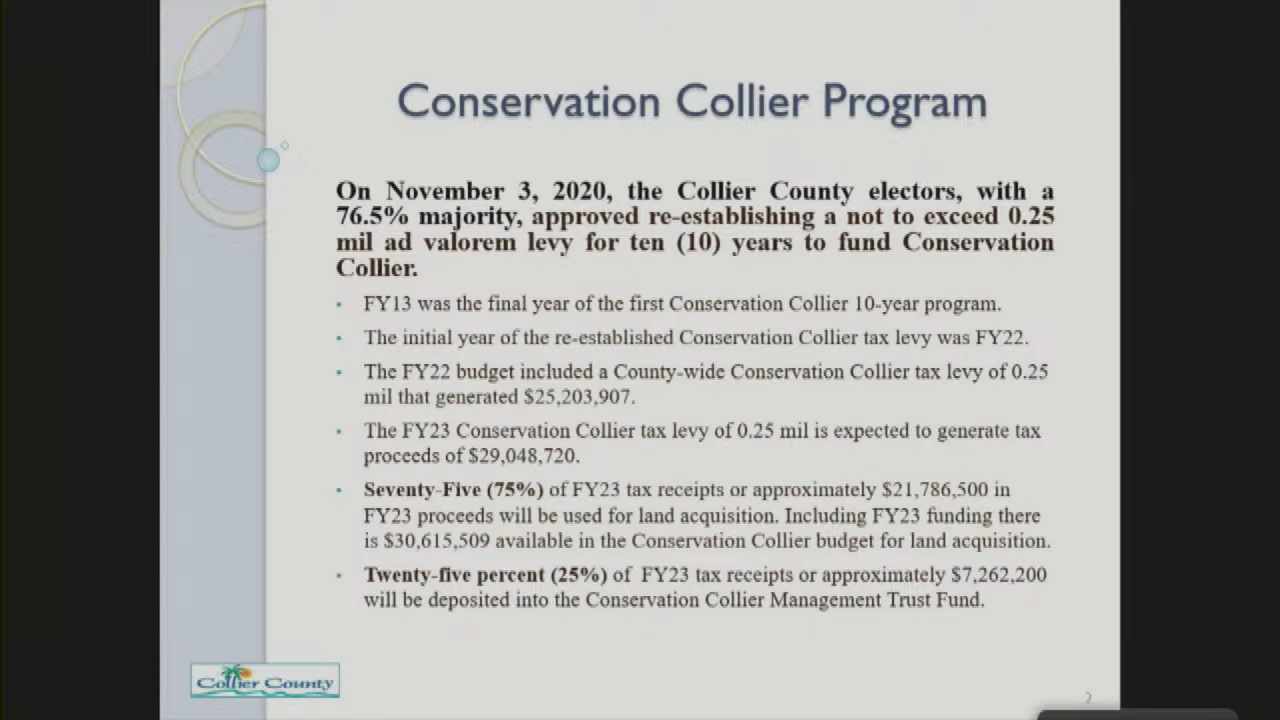 Conservation Collier Program
On November 3, 2020, the Collier County electors, with a
76.5% majority, approved re-establishing a not to exceed 0.25
mil ad valorem levy for ten (10) years to fund Conservation
Collier.
▪ FY13 was the final year of the first Conservation Collier 10-year program.
▪ The initial year of the re-established Conservation Collier tax levy was FY22.
▪ The FY22 budget included a County-wide Conservation Collier tax levy of 0.25
mil that generated $25,203,907.
▪ The FY23 Conservation Collier tax levy of 0.25 mil is expected to generate tax
proceeds of $29,048,720.
▪ Seventy-Five (75%) of FY23 tax receipts or approximately $21,786,500 in
FY23 proceeds will be used for land acquisition. Including FY23 funding there
is $30,615,509 available in the Conservation Collier budget for land acquisition.
▪ Twenty-five percent (25%) of FY23 tax receipts or approximately $7,262,200
will be deposited into the Conservation Collier Management Trust Fund.
Collier County
2